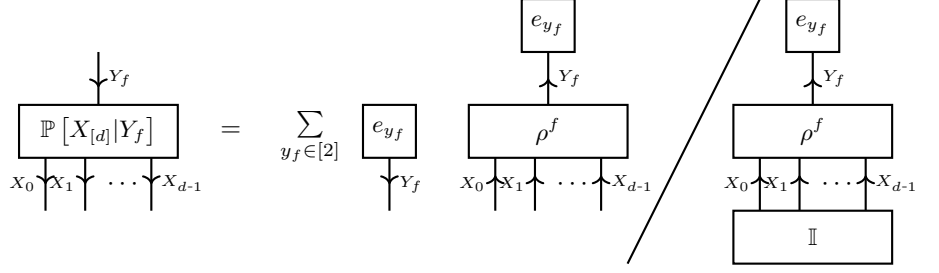 e_{y_f} e_{y_f}
Y_f Y_f Y_f
ℙ [X_{[d]}|Y_f] = ∑_{y_f∈[2]} e_{y_f} ρ^f ρ^f
X_0 X_1 ··· X_{d-1} Y_f X_0 X_1 ··· X_{d-1} X_0 X_1 ··· X_{d-1}
𝕀